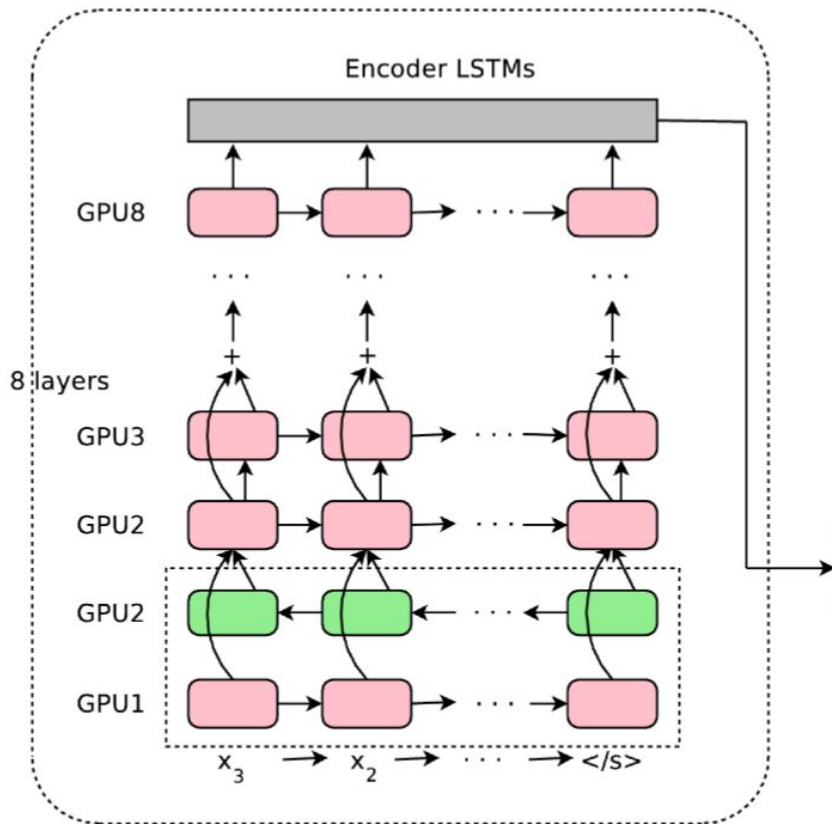 Encoder LSTMs
GPU8
. . .
. . . . . . . . .
+ + +
8 layers
GPU3 . . .
GPU2 . . .
GPU2 . . .
GPU1 . . .
x3 x2 . . . </s>